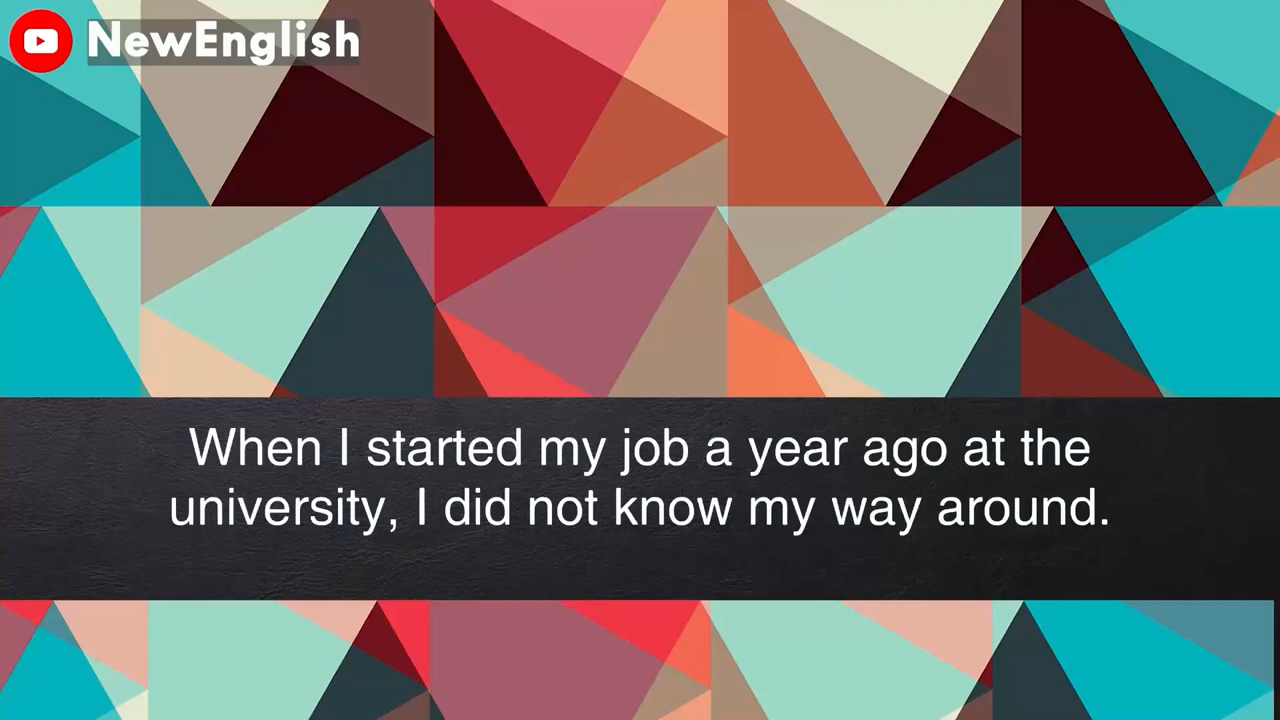 NewEnglish
When I started my job a year ago at the
university, I did not know my way around.